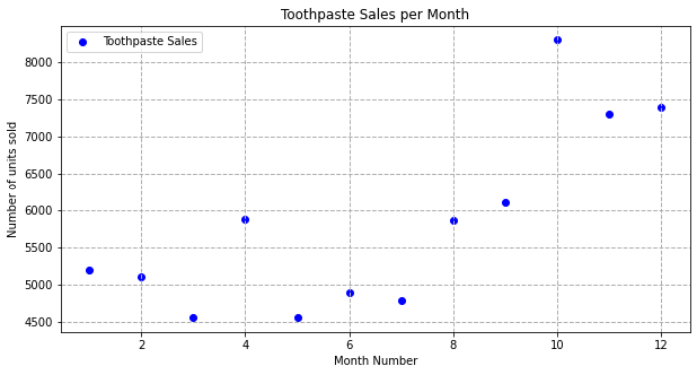 Toothpaste Sales per Month
Toothpaste Sales
Number of units sold
8000
7500
7000
6500
6000
5500
5000
4500
2 4 6 8 10 12
Month Number